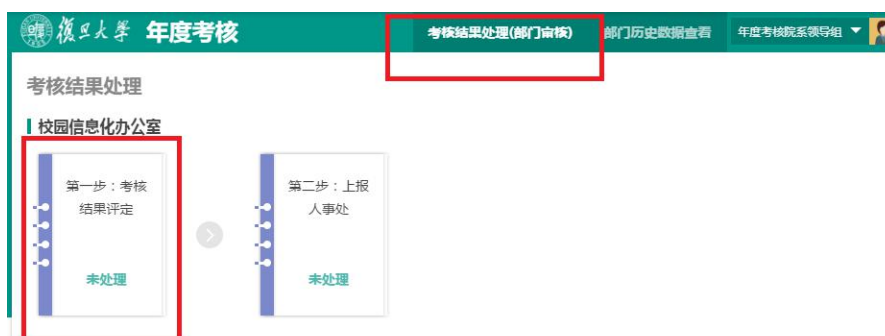 復旦大学 年度考核 考核结果处理(部门审核) 部门历史数据查看 年度考核院系领导组
考核结果处理
校园信息化办公室
第一步：考核
结果评定
未处理
第二步：上报
人事处
未处理